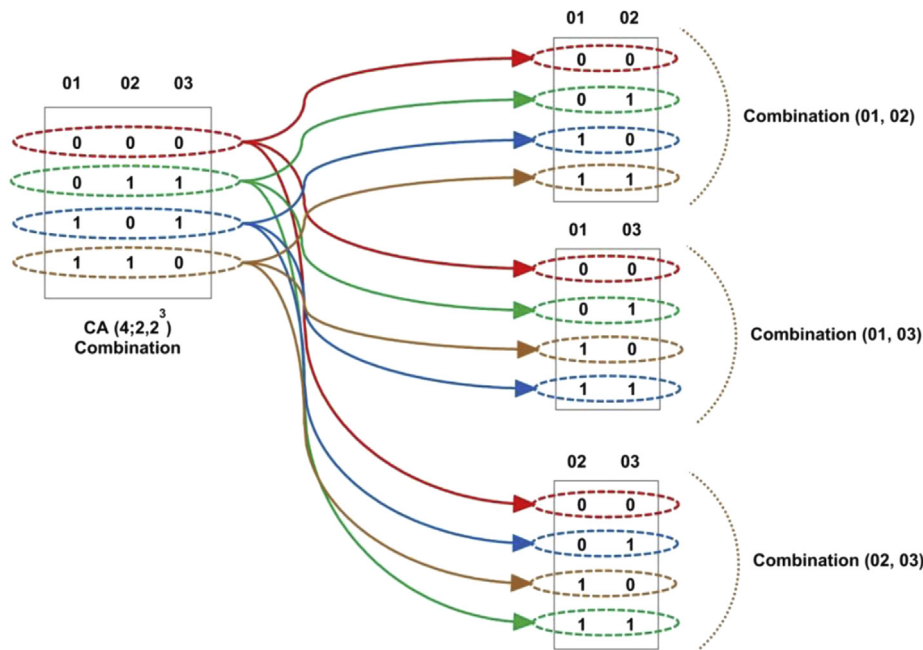 01 02 03
0 0 0
0 1 1
1 0 1
1 1 0
CA (4;2,2³)
Combination
01 02
0 0
0 1
1 0
1 1
Combination (01, 02)
01 03
0 0
0 1
1 0
1 1
Combination (01, 03)
02 03
0 0
0 1
1 0
1 1
Combination (02, 03)